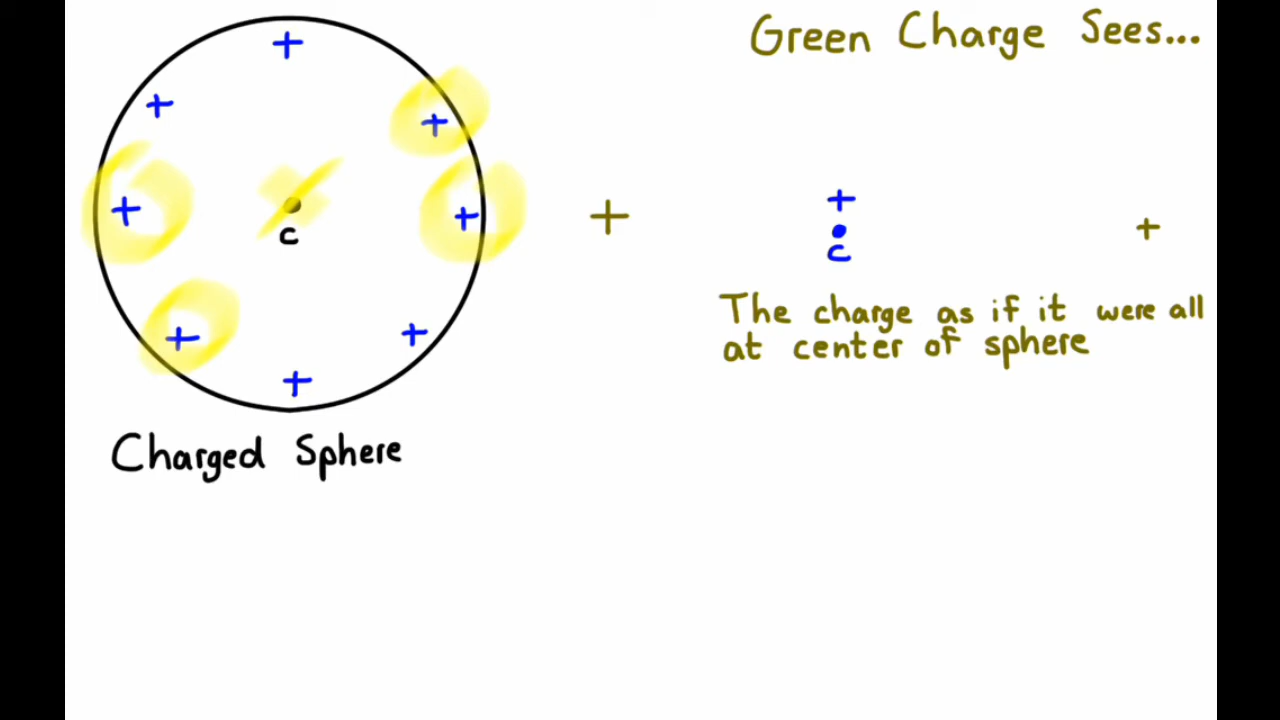 Green Charge Sees...
+
+
+
+
+
+
+
+
c
+
+
c
+
The charge as if it were all
at center of sphere
Charged Sphere